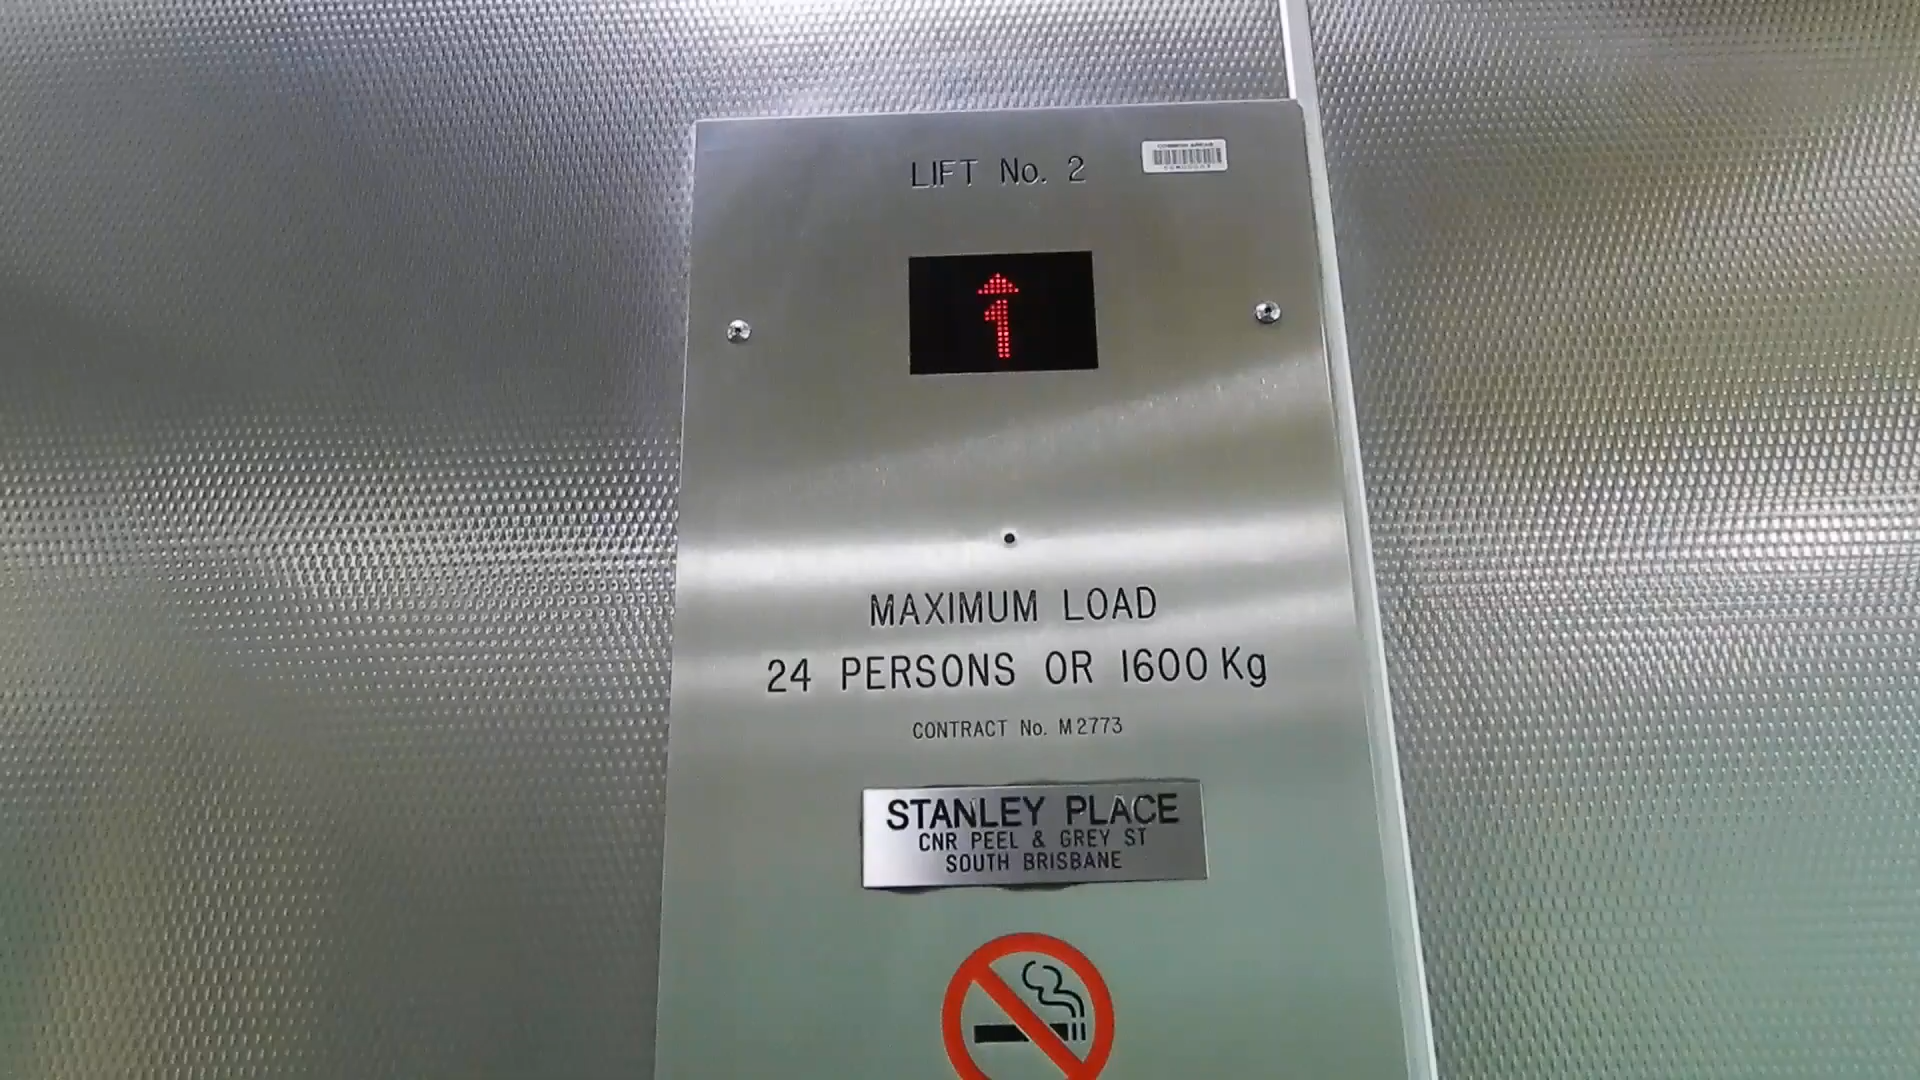 LIFT No. 2
1
MAXIMUM LOAD
24 PERSONS OR 1600 Kg
CONTRACT No. M2773
STANLEY PLACE
CNR PEEL & GREY ST
SOUTH BRISBANE